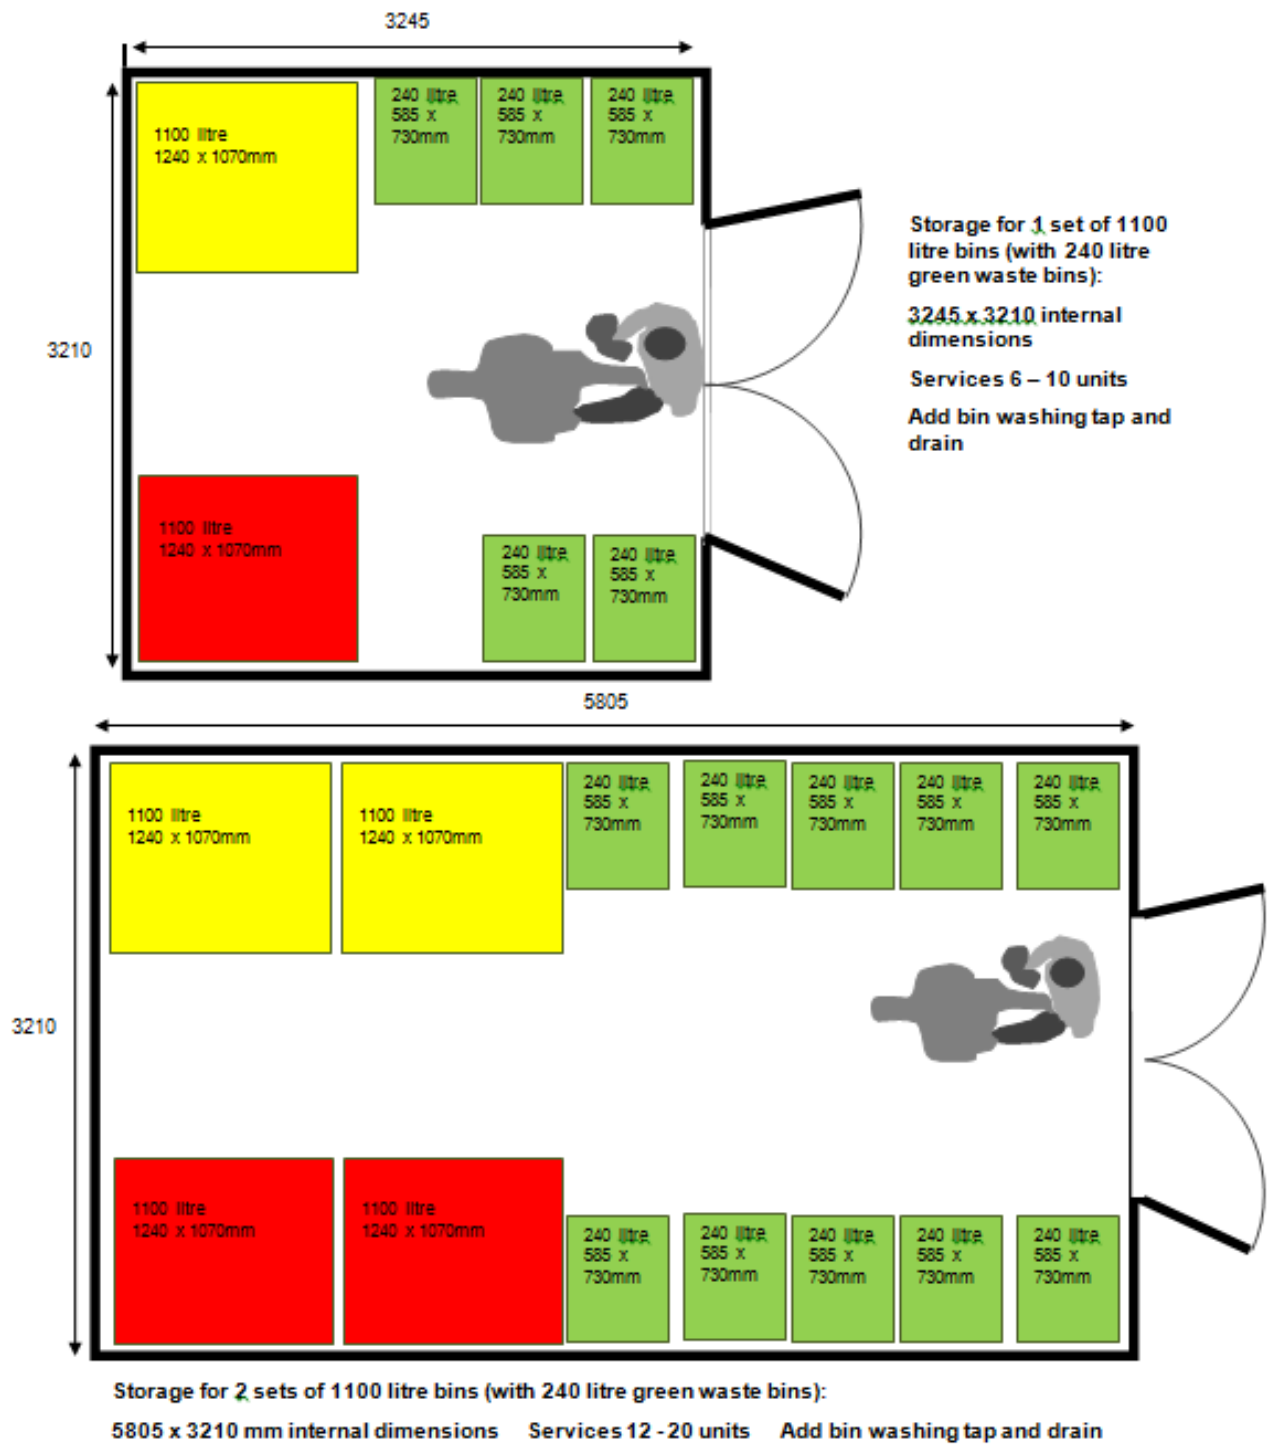 3245
1100 litre
1240 x 1070mm
240 litre
585 x
730mm
240 litre
585 x
730mm
240 litre
585 x
730mm
3210
Storage for 1 set of 1100
litre bins (with 240 litre
green waste bins):
3245 x 3210 internal
dimensions
Services 6 – 10 units
Add bin washing tap and
drain
1100 litre
1240 x 1070mm
240 litre
585 x
730mm
240 litre
585 x
730mm
5805
1100 litre
1240 x 1070mm
1100 litre
1240 x 1070mm
240 litre
585 x
730mm
240 litre
585 x
730mm
240 litre
585 x
730mm
240 litre
585 x
730mm
240 litre
585 x
730mm
3210
1100 litre
1240 x 1070mm
1100 litre
1240 x 1070mm
240 litre
585 x
730mm
240 litre
585 x
730mm
240 litre
585 x
730mm
240 litre
585 x
730mm
240 litre
585 x
730mm
Storage for 2 sets of 1100 litre bins (with 240 litre green waste bins):
5805 x 3210 mm internal dimensions Services 12 - 20 units Add bin washing tap and drain